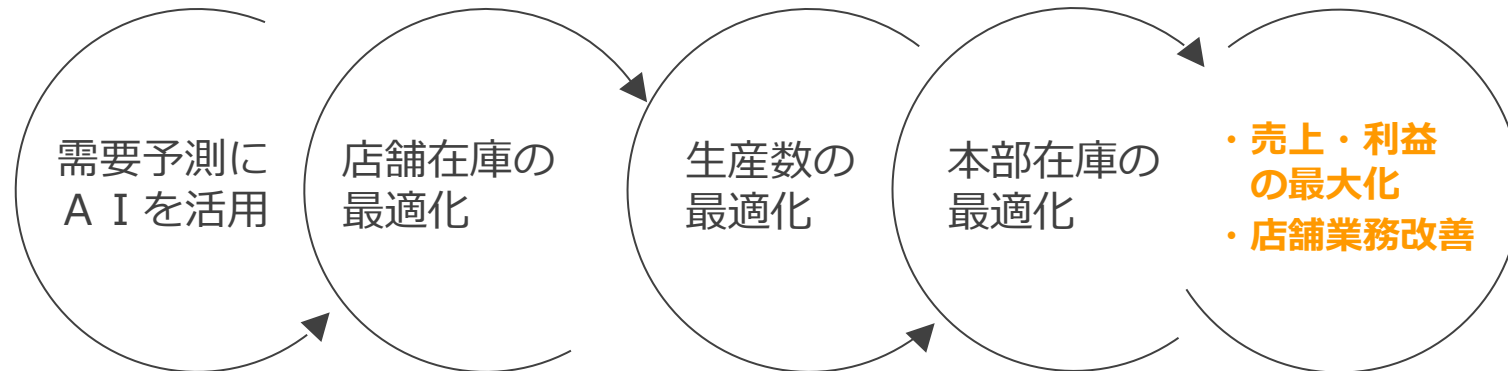 需要予測に
ＡＩを活用
店舗在庫の
最適化
生産数の
最適化
本部在庫の
最適化
・売上・利益
の最大化
・店舗業務改善